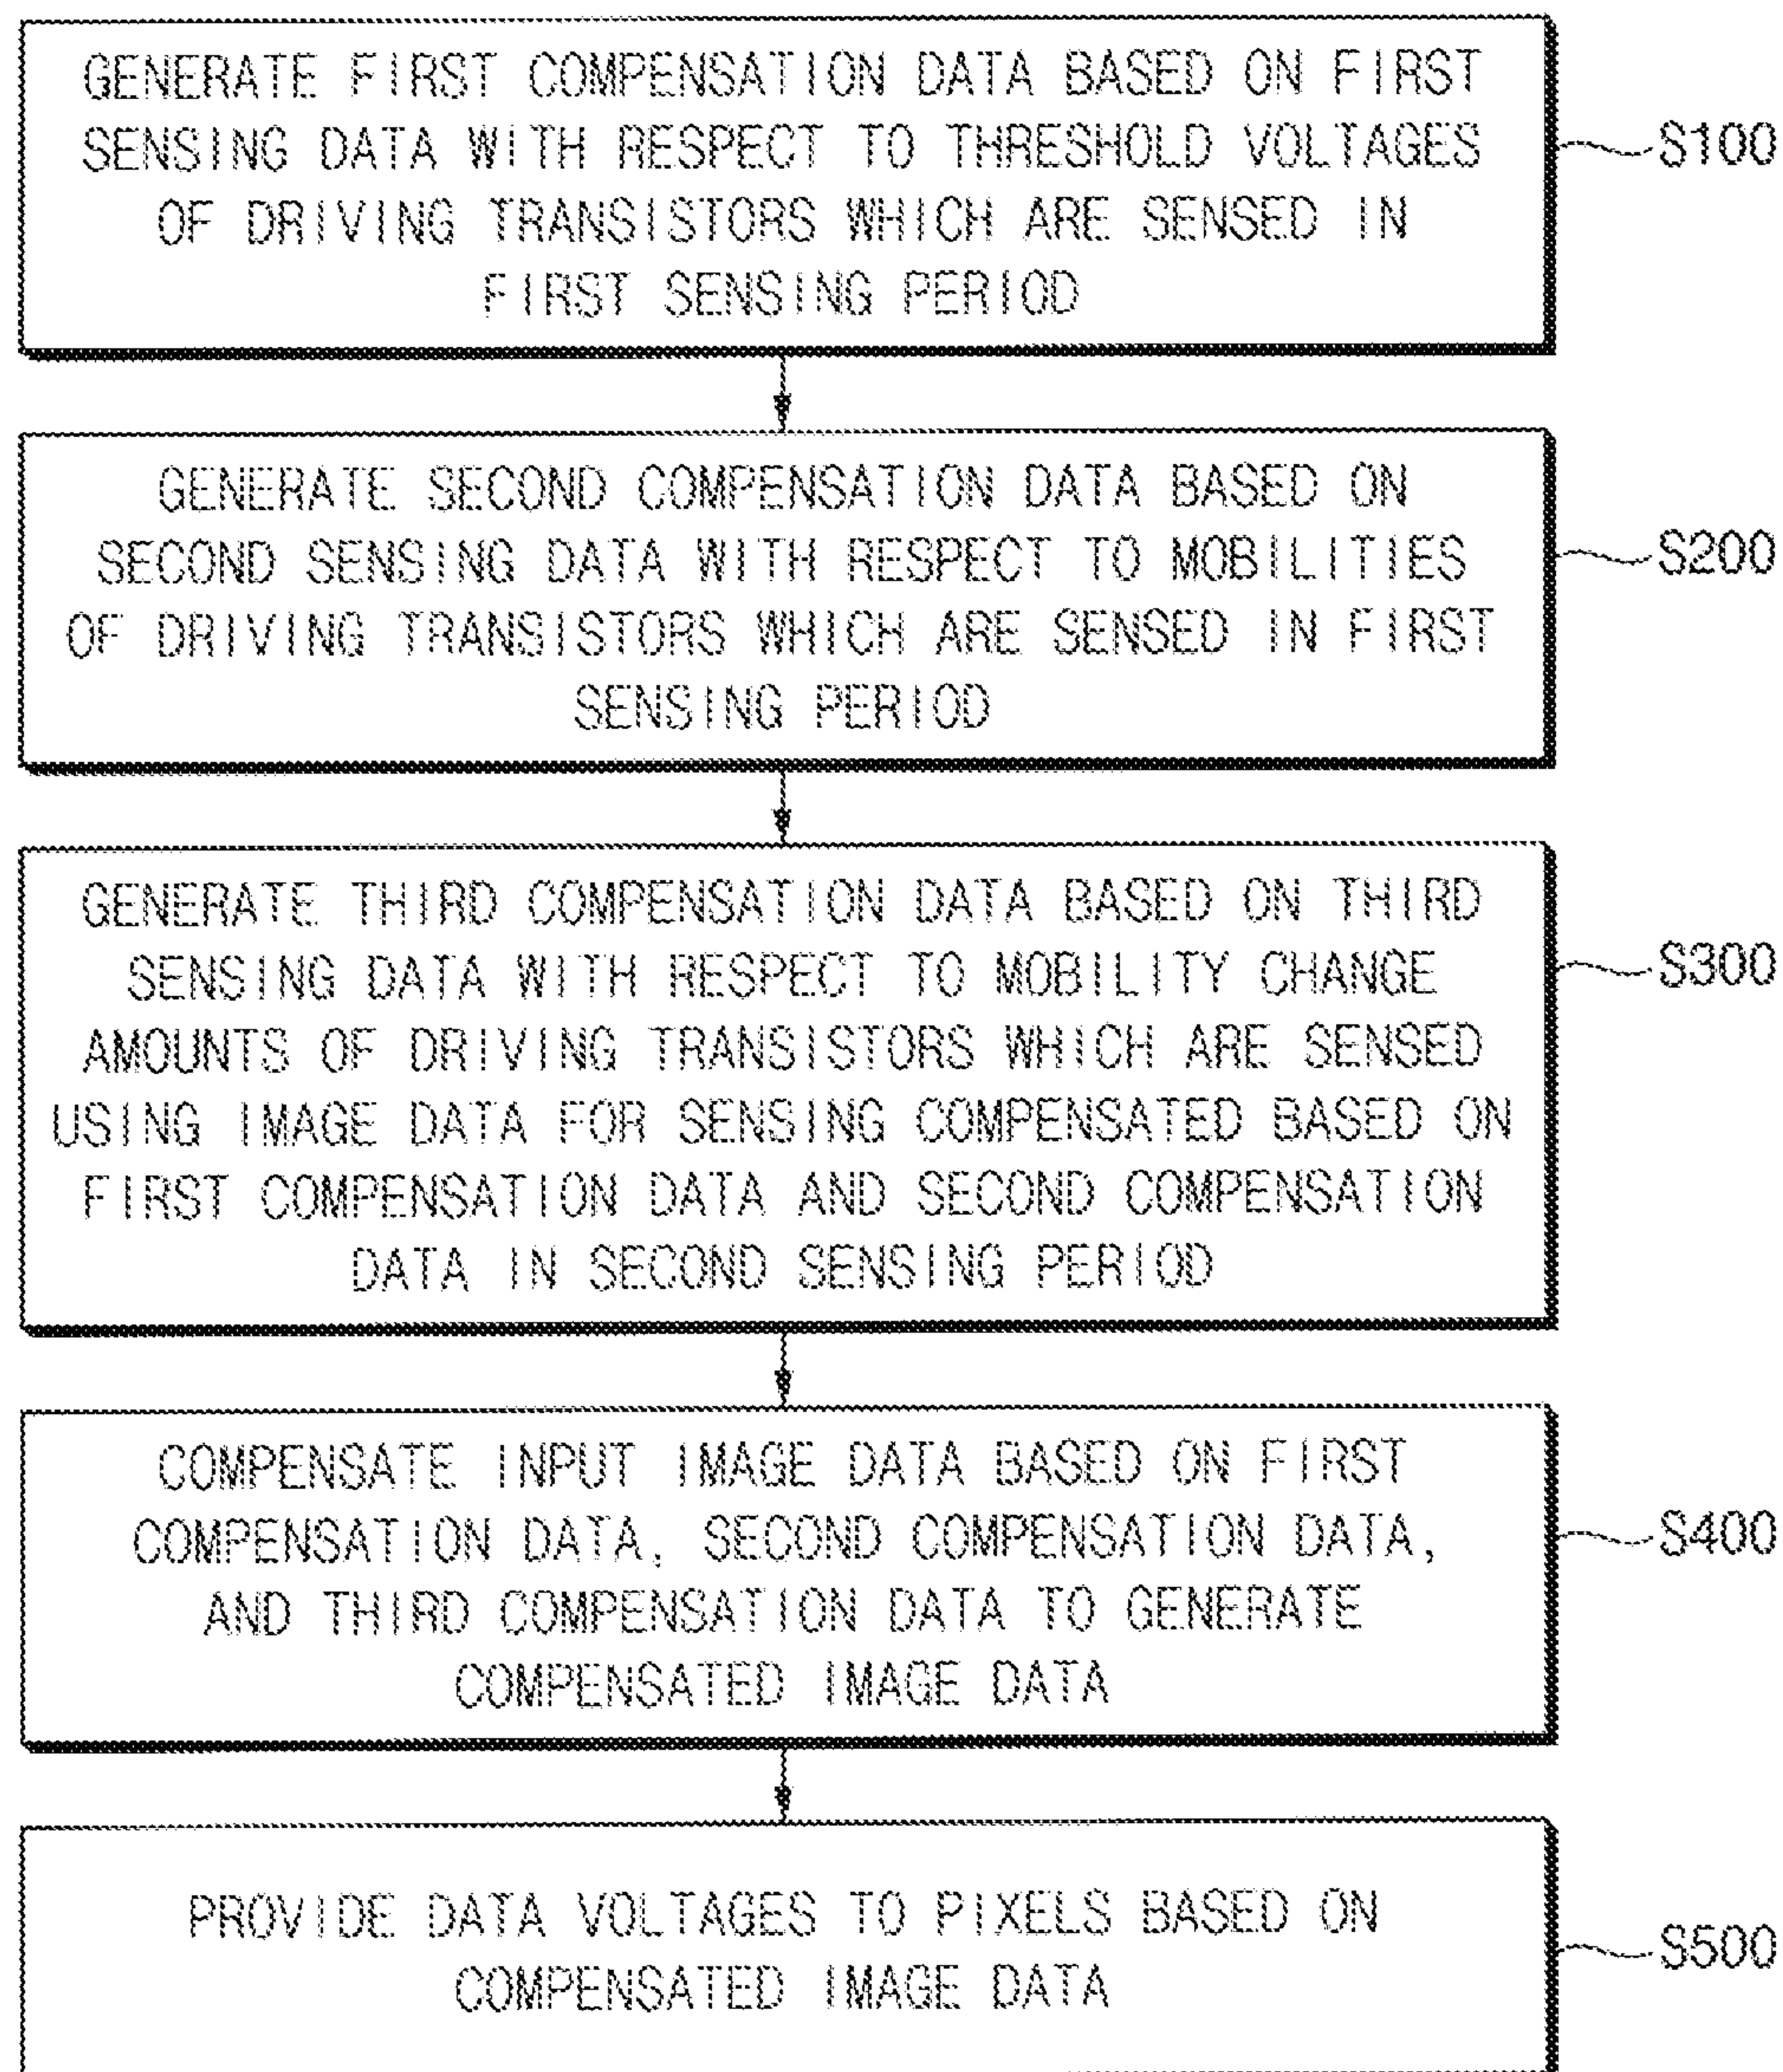 GENERATE FIRST COMPENSATION DATA BASED ON FIRST
SENSING DATA WITH RESPECT TO THRESHOLD VOLTAGES
OF DRIVING TRANSISTORS WHICH ARE SENSED IN
FIRST SENSING PERIOD
S100
GENERATE SECOND COMPENSATION DATA BASED ON
SECOND SENSING DATA WITH RESPECT TO MOBILITIES
OF DRIVING TRANSISTORS WHICH ARE SENSED IN FIRST
SENSING PERIOD
S200
GENERATE THIRD COMPENSATION DATA BASED ON THIRD
SENSING DATA WITH RESPECT TO MOBILITY CHANGE
AMOUNTS OF DRIVING TRANSISTORS WHICH ARE SENSED
USING IMAGE DATA FOR SENSING COMPENSATED BASED ON
FIRST COMPENSATION DATA AND SECOND COMPENSATION
DATA IN SECOND SENSING PERIOD
S300
COMPENSATE INPUT IMAGE DATA BASED ON FIRST
COMPENSATION DATA, SECOND COMPENSATION DATA,
AND THIRD COMPENSATION DATA TO GENERATE
COMPENSATED IMAGE DATA
S400
PROVIDE DATA VOLTAGES TO PIXELS BASED ON
COMPENSATED IMAGE DATA
S500